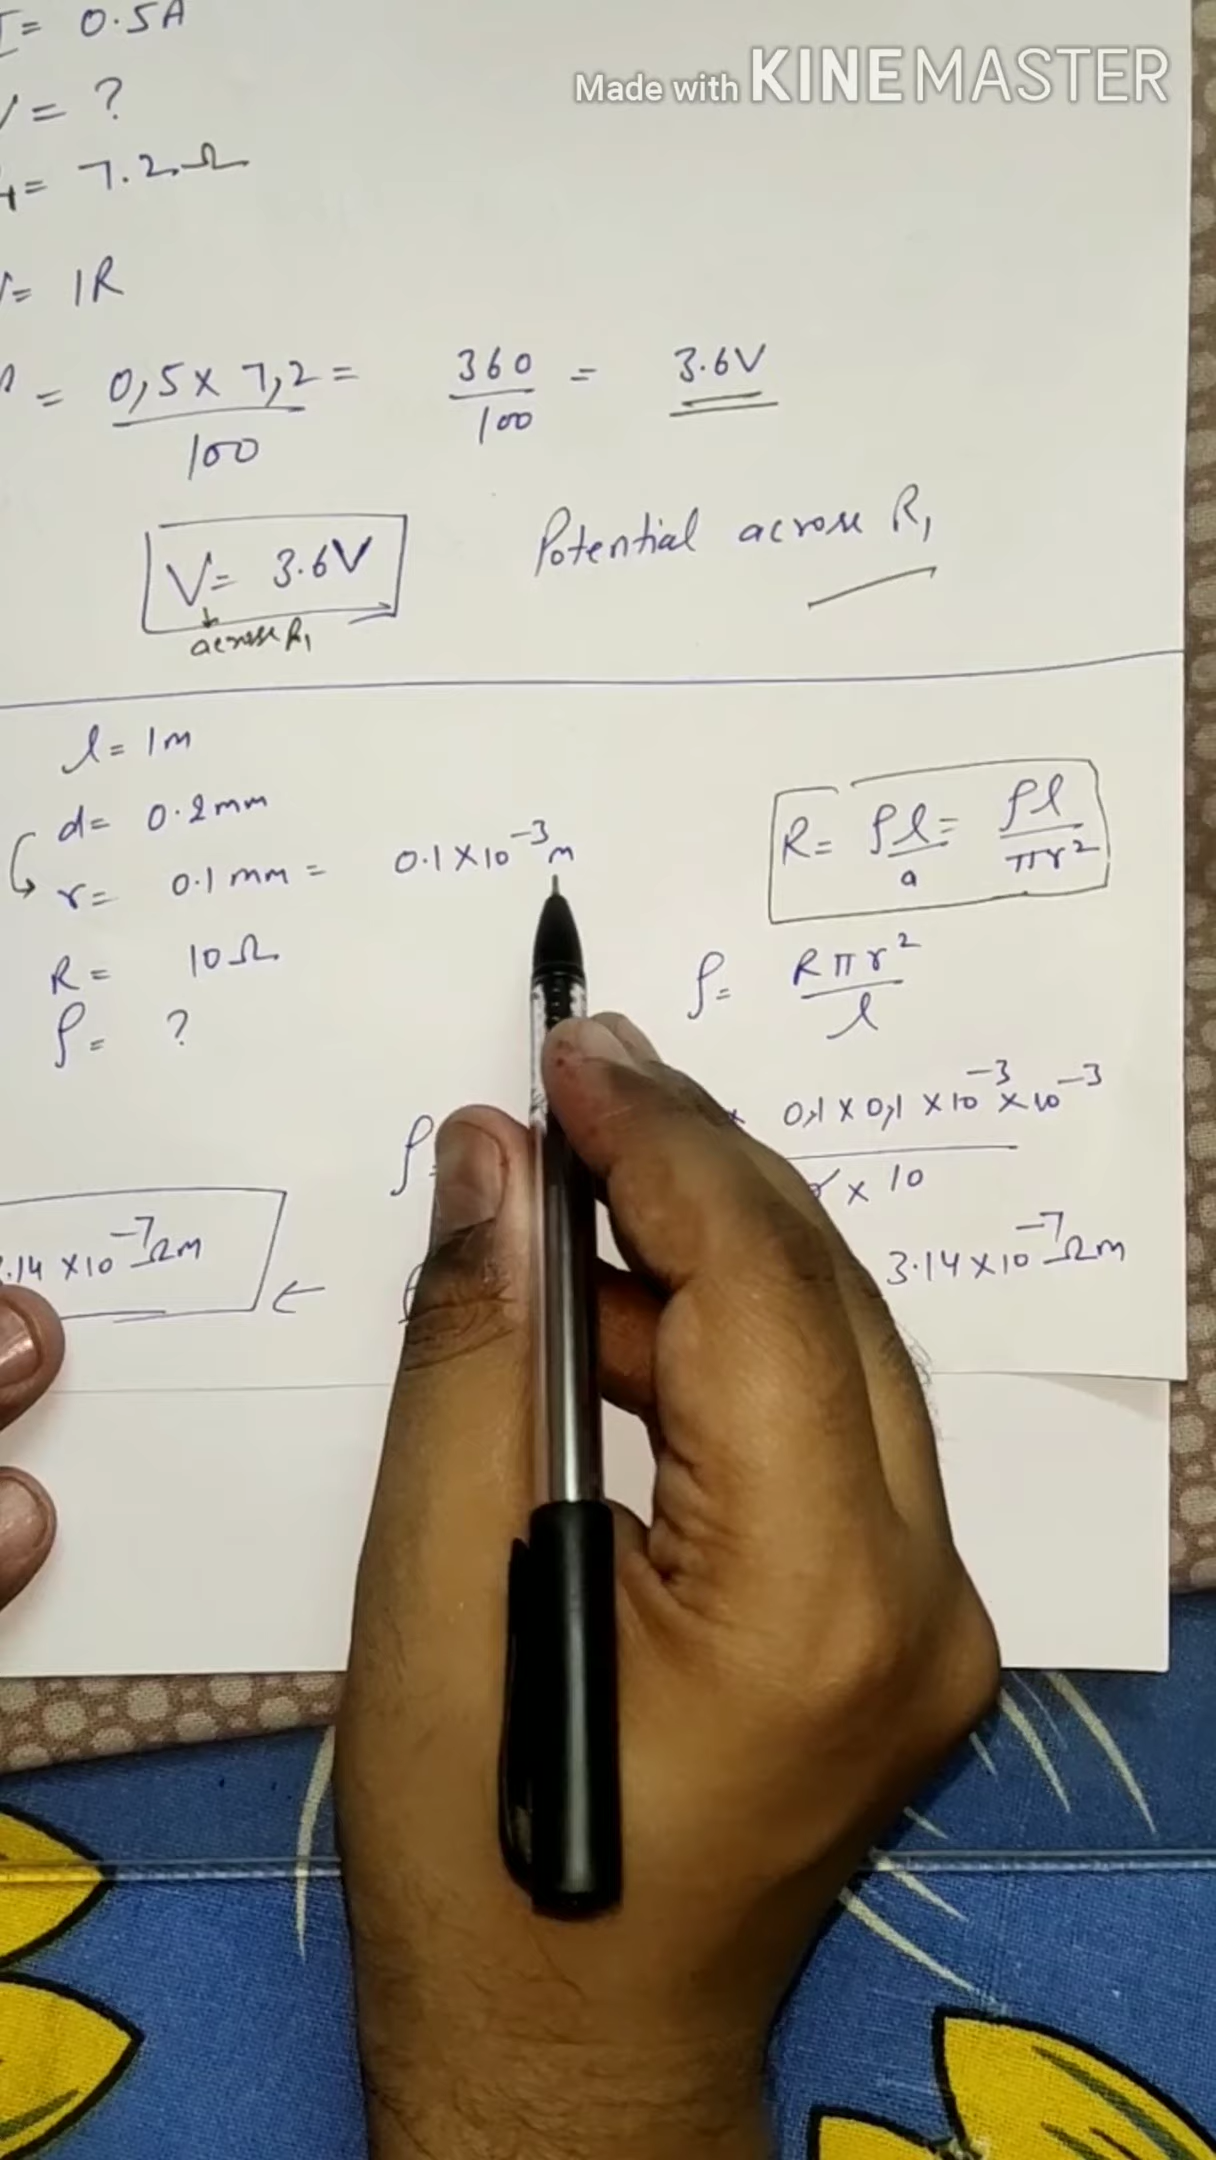 Made with KINEMASTER
I = 0.5A
V = ?
= 7.2Ω
V = IR
= 0,5 x 7,2 / 100 = 360 / 100 = 3.6V
V = 3.6V
across R₁
Potential across R₁
l = 1m
d = 0.2mm
r = 0.1mm = 0.1 x 10⁻³ m
R = 10Ω
ρ = ?
R = ρl / a = ρl / πr²
ρ = Rπr² / l
ρ = 0,1 x 0,1 x 10⁻³ x 10⁻³
x 10
3.14 x 10⁻⁷ Ωm
.14 x 10⁻⁷ Ωm ←